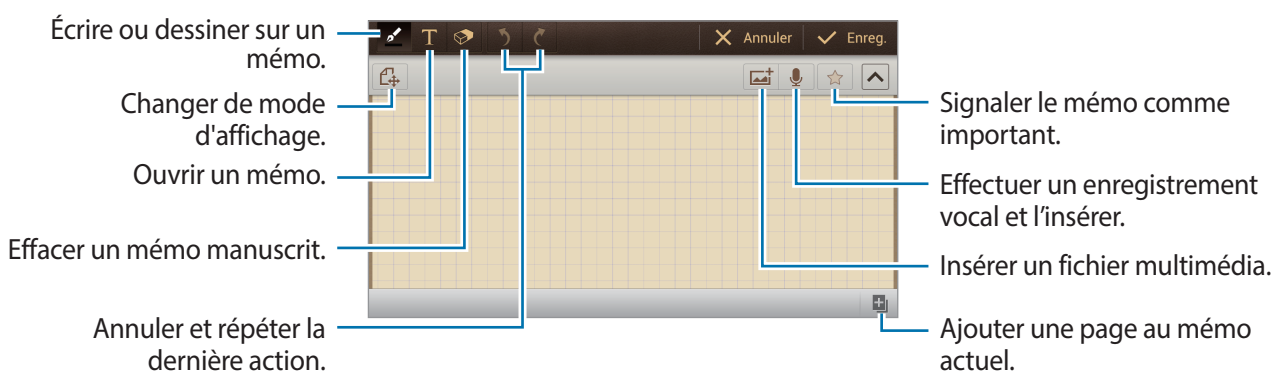 Écrire ou dessiner sur un
mémo.
Changer de mode
d'affichage.
Ouvrir un mémo.
Effacer un mémo manuscrit.
Annuler et répéter la
dernière action.
T
Annuler
Enreg.
Signaler le mémo comme
important.
Effectuer un enregistrement
vocal et l’insérer.
Insérer un fichier multimédia.
Ajouter une page au mémo
actuel.